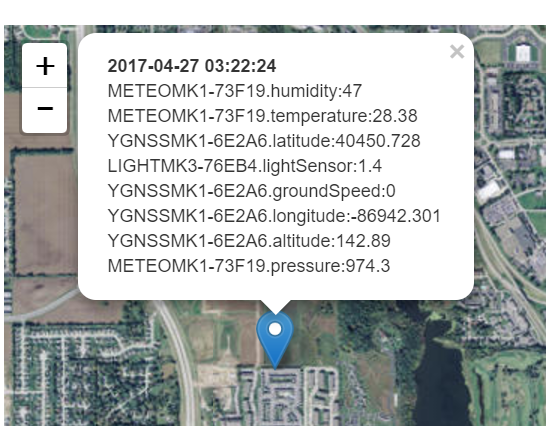 +
−
×
2017-04-27 03:22:24
METEOMK1-73F19.humidity:47
METEOMK1-73F19.temperature:28.38
YGNSSMK1-6E2A6.latitude:40450.728
LIGHTMK3-76EB4.lightSensor:1.4
YGNSSMK1-6E2A6.groundSpeed:0
YGNSSMK1-6E2A6.longitude:-86942.301
YGNSSMK1-6E2A6.altitude:142.89
METEOMK1-73F19.pressure:974.3